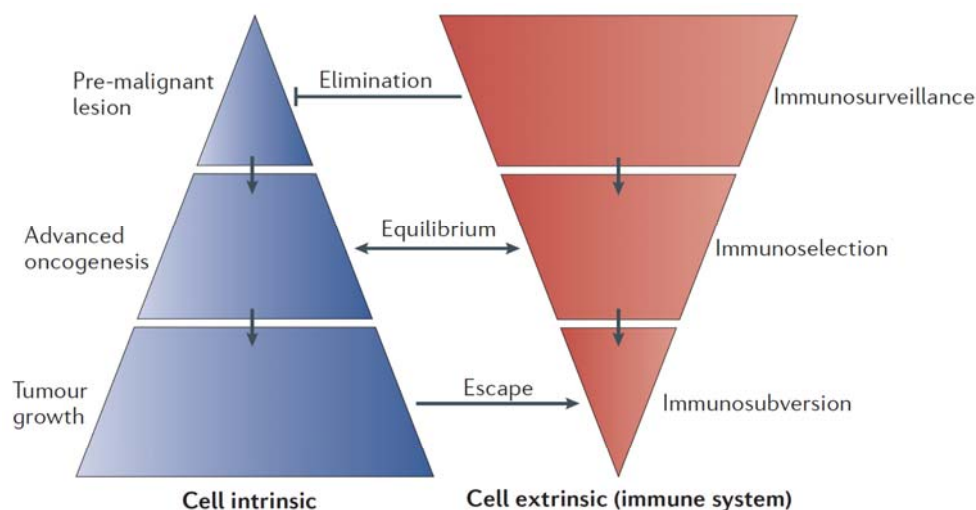 Pre-malignant
lesion
Elimination
Immunosurveillance
Advanced
oncogenesis
Equilibrium
Immunoselection
Tumour
growth
Escape
Immunosubversion
Cell intrinsic
Cell extrinsic (immune system)